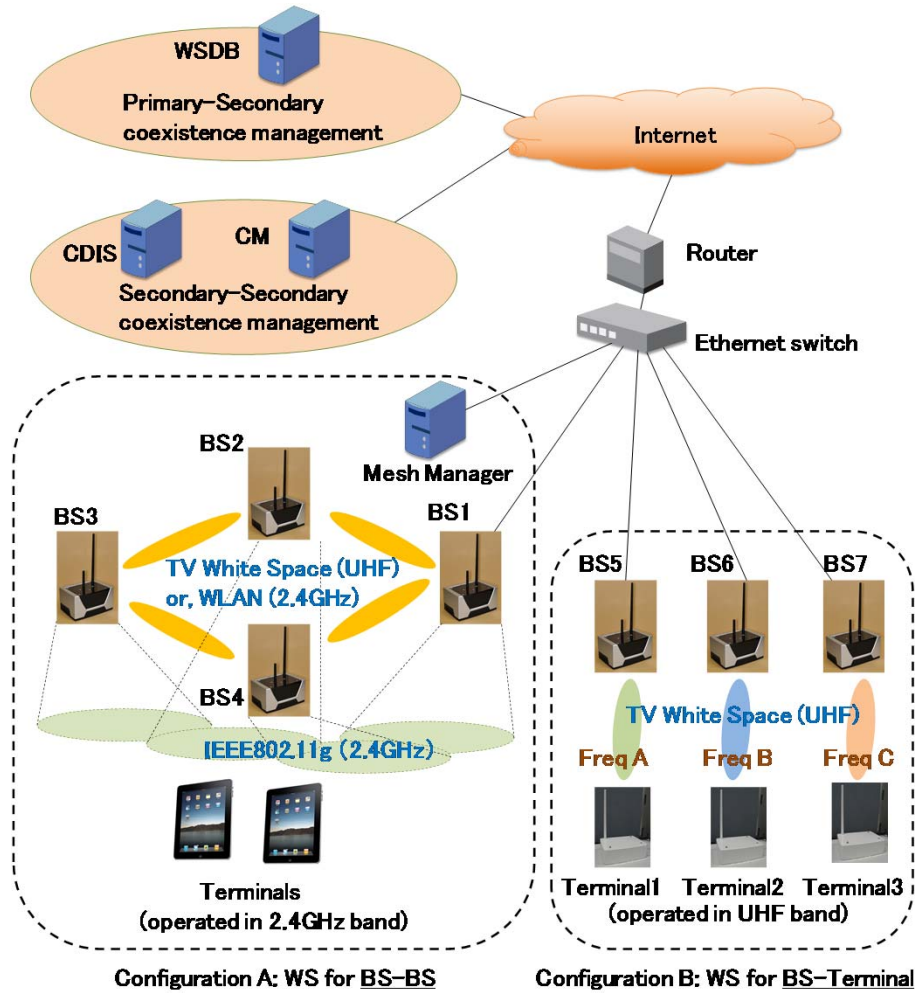 WSDB
Primary-Secondary
coexistence management
Internet
CDIS
CM
Secondary-Secondary
coexistence management
Router
Ethernet switch
Mesh Manager
BS2
BS3
BS1
TV White Space (UHF)
or, WLAN (2.4GHz)
BS4
IEEE802.11g (2.4GHz)
Terminals
(operated in 2.4GHz band)
BS5
BS6
BS7
TV White Space (UHF)
Freq A
Freq B
Freq C
Terminal1
Terminal2
Terminal3
(operated in UHF band)
Configuration A: WS for BS-BS
Configuration B: WS for BS-Terminal